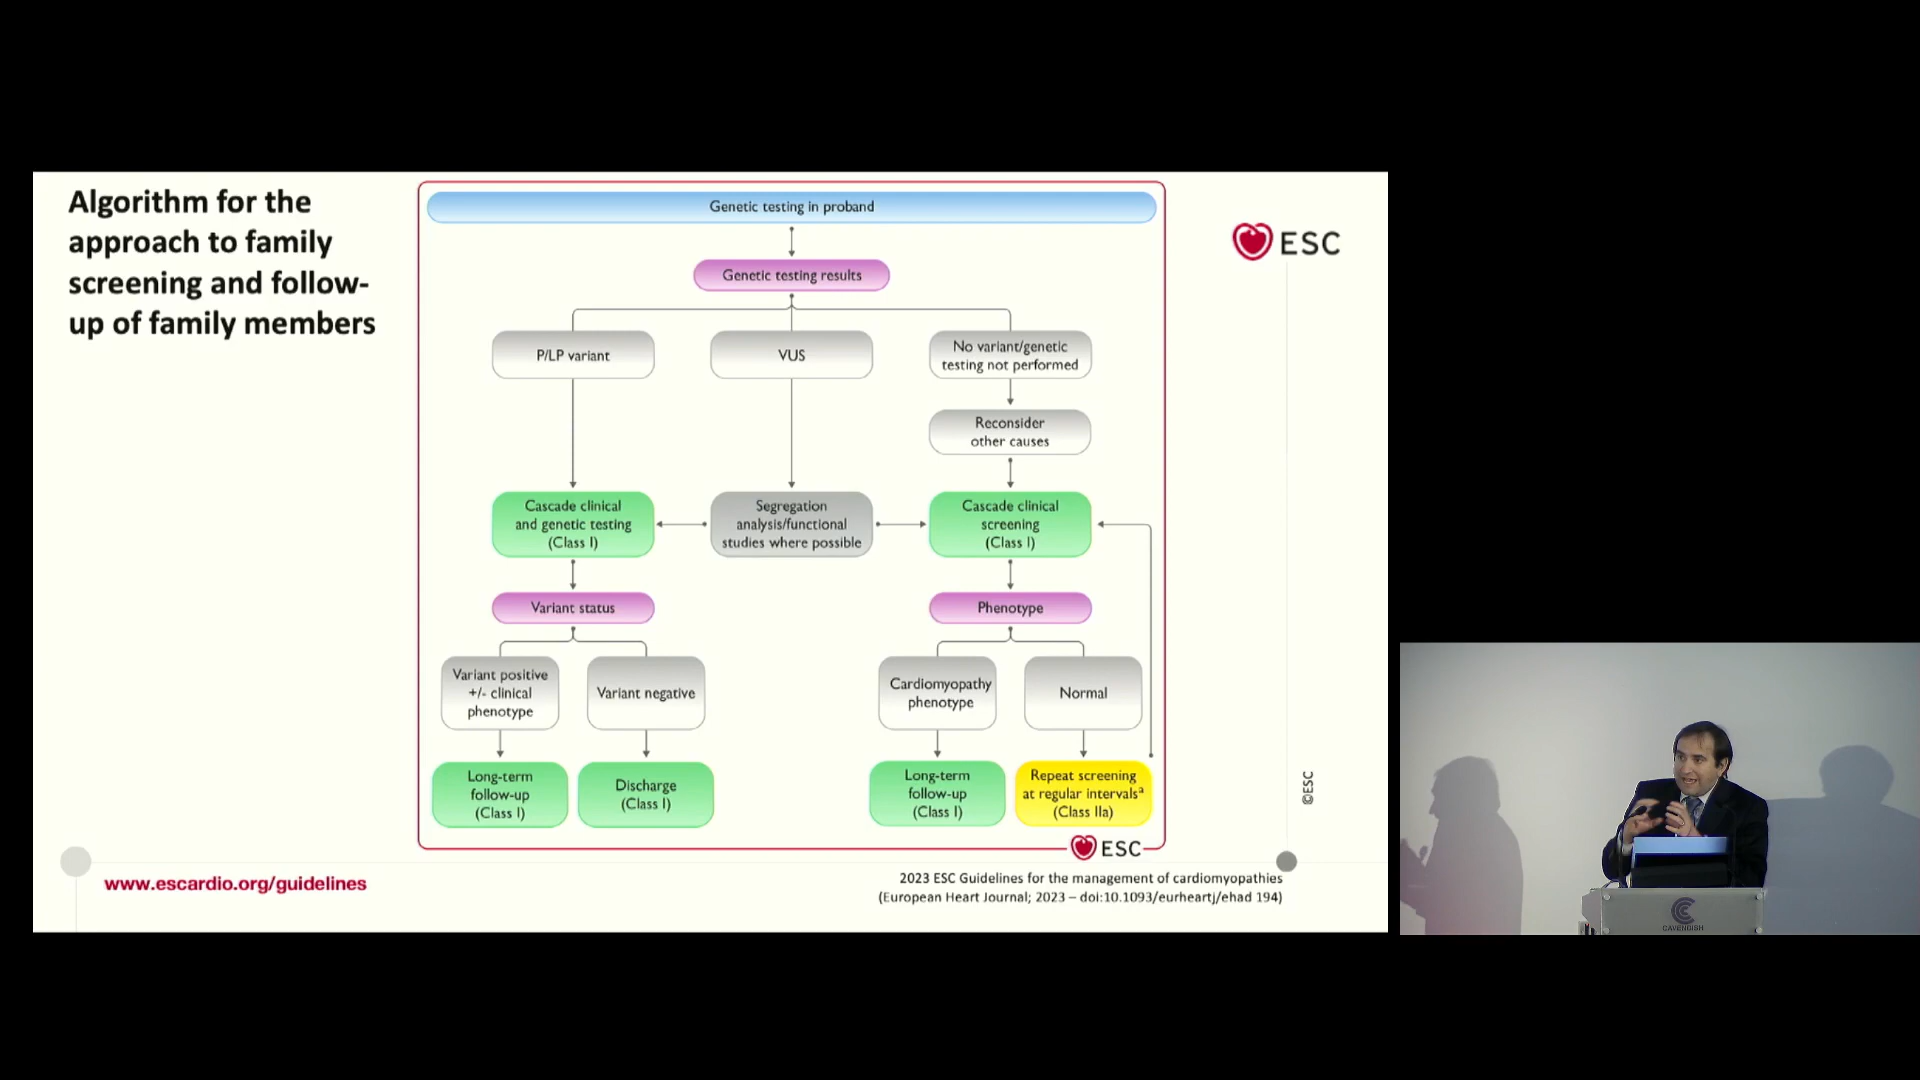 Algorithm for the
approach to family
screening and follow-
up of family members
Genetic testing in proband
Genetic testing results
P/LP variant
VUS
No variant/genetic
testing not performed
Reconsider
other causes
Cascade clinical
and genetic testing
(Class I)
Segregation
analysis/functional
studies where possible
Cascade clinical
screening
(Class I)
Variant status
Phenotype
Variant positive
+/- clinical
phenotype
Variant negative
Cardiomyopathy
phenotype
Normal
Long-term
follow-up
(Class I)
Discharge
(Class I)
Long-term
follow-up
(Class I)
Repeat screening
at regular intervalsª
(Class IIa)
ESC
ESC
©ESC
www.escardio.org/guidelines
2023 ESC Guidelines for the management of cardiomyopathies
(European Heart Journal; 2023 – doi:10.1093/eurheartj/ehad 194)
CAVENDISH